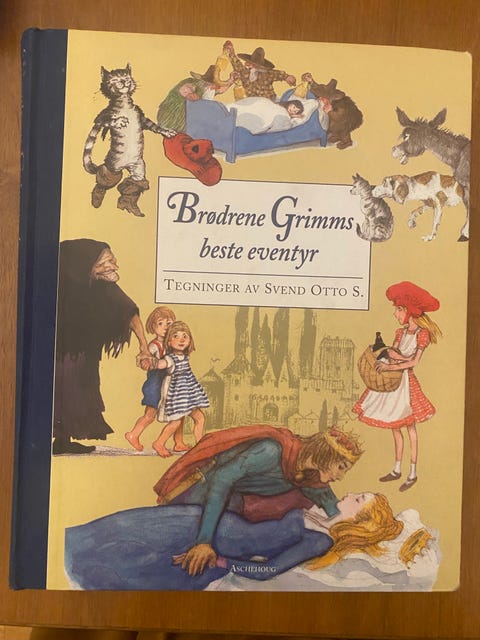 Brødrene Grimms
beste eventyr
Tegninger av Svend Otto S.
Aschehoug